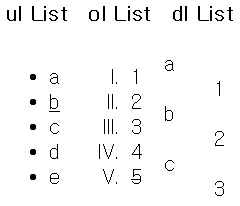 ul List ol List dl List
• a
• b
• c
• d
• e
I. 1
II. 2
III. 3
IV. 4
V. 5
a
1
b
2
c
3